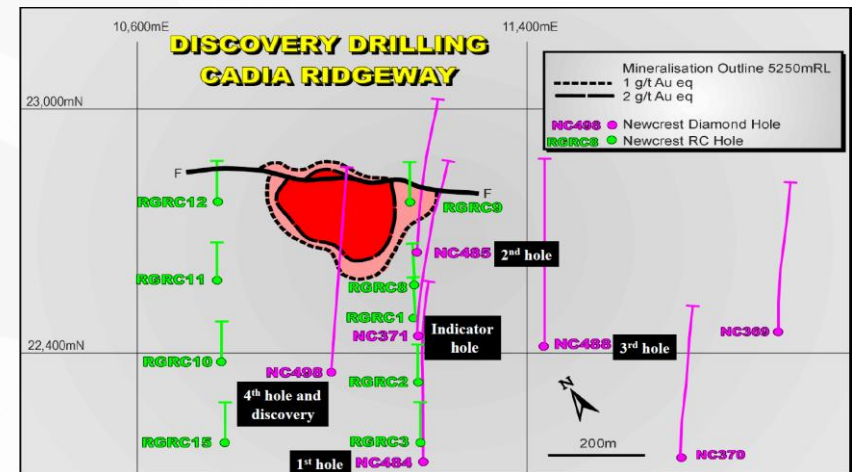 10,600mE
11,400mE
DISCOVERY DRILLING
CADIA RIDGEWAY
Mineralisation Outline 5250mRL
1 g/t Au eq
2 g/t Au eq
NC498 Newcrest Diamond Hole
RGRC8 Newcrest RC Hole
23,000mN
F
F
RGRC12
RGRC9
NC485
2nd hole
RGRC11
RGRC8
RGRC1
NC371
Indicator
hole
NC369
22,400mN
NC488
3rd hole
RGRC10
NC498
RGRC2
4th hole and
discovery
N
RGRC15
RGRC3
200m
1st hole
NC484
NC370